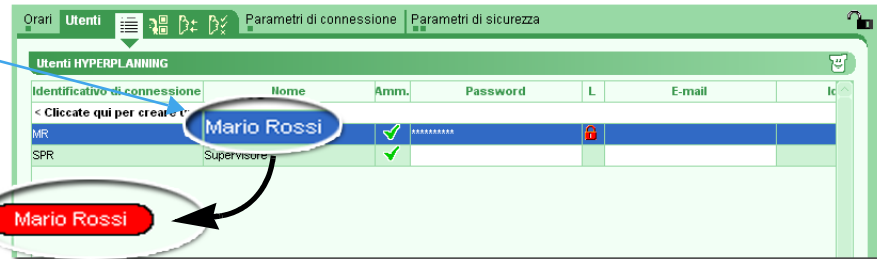 Orari Utenti Parametri di connessione Parametri di sicurezza
Utenti HYPERPLANNING
Identificativo di connessione Nome Amm. Password L E-mail
< Cliccate qui per creare
Mario Rossi
MR **********
SPR Supervisore
Mario Rossi